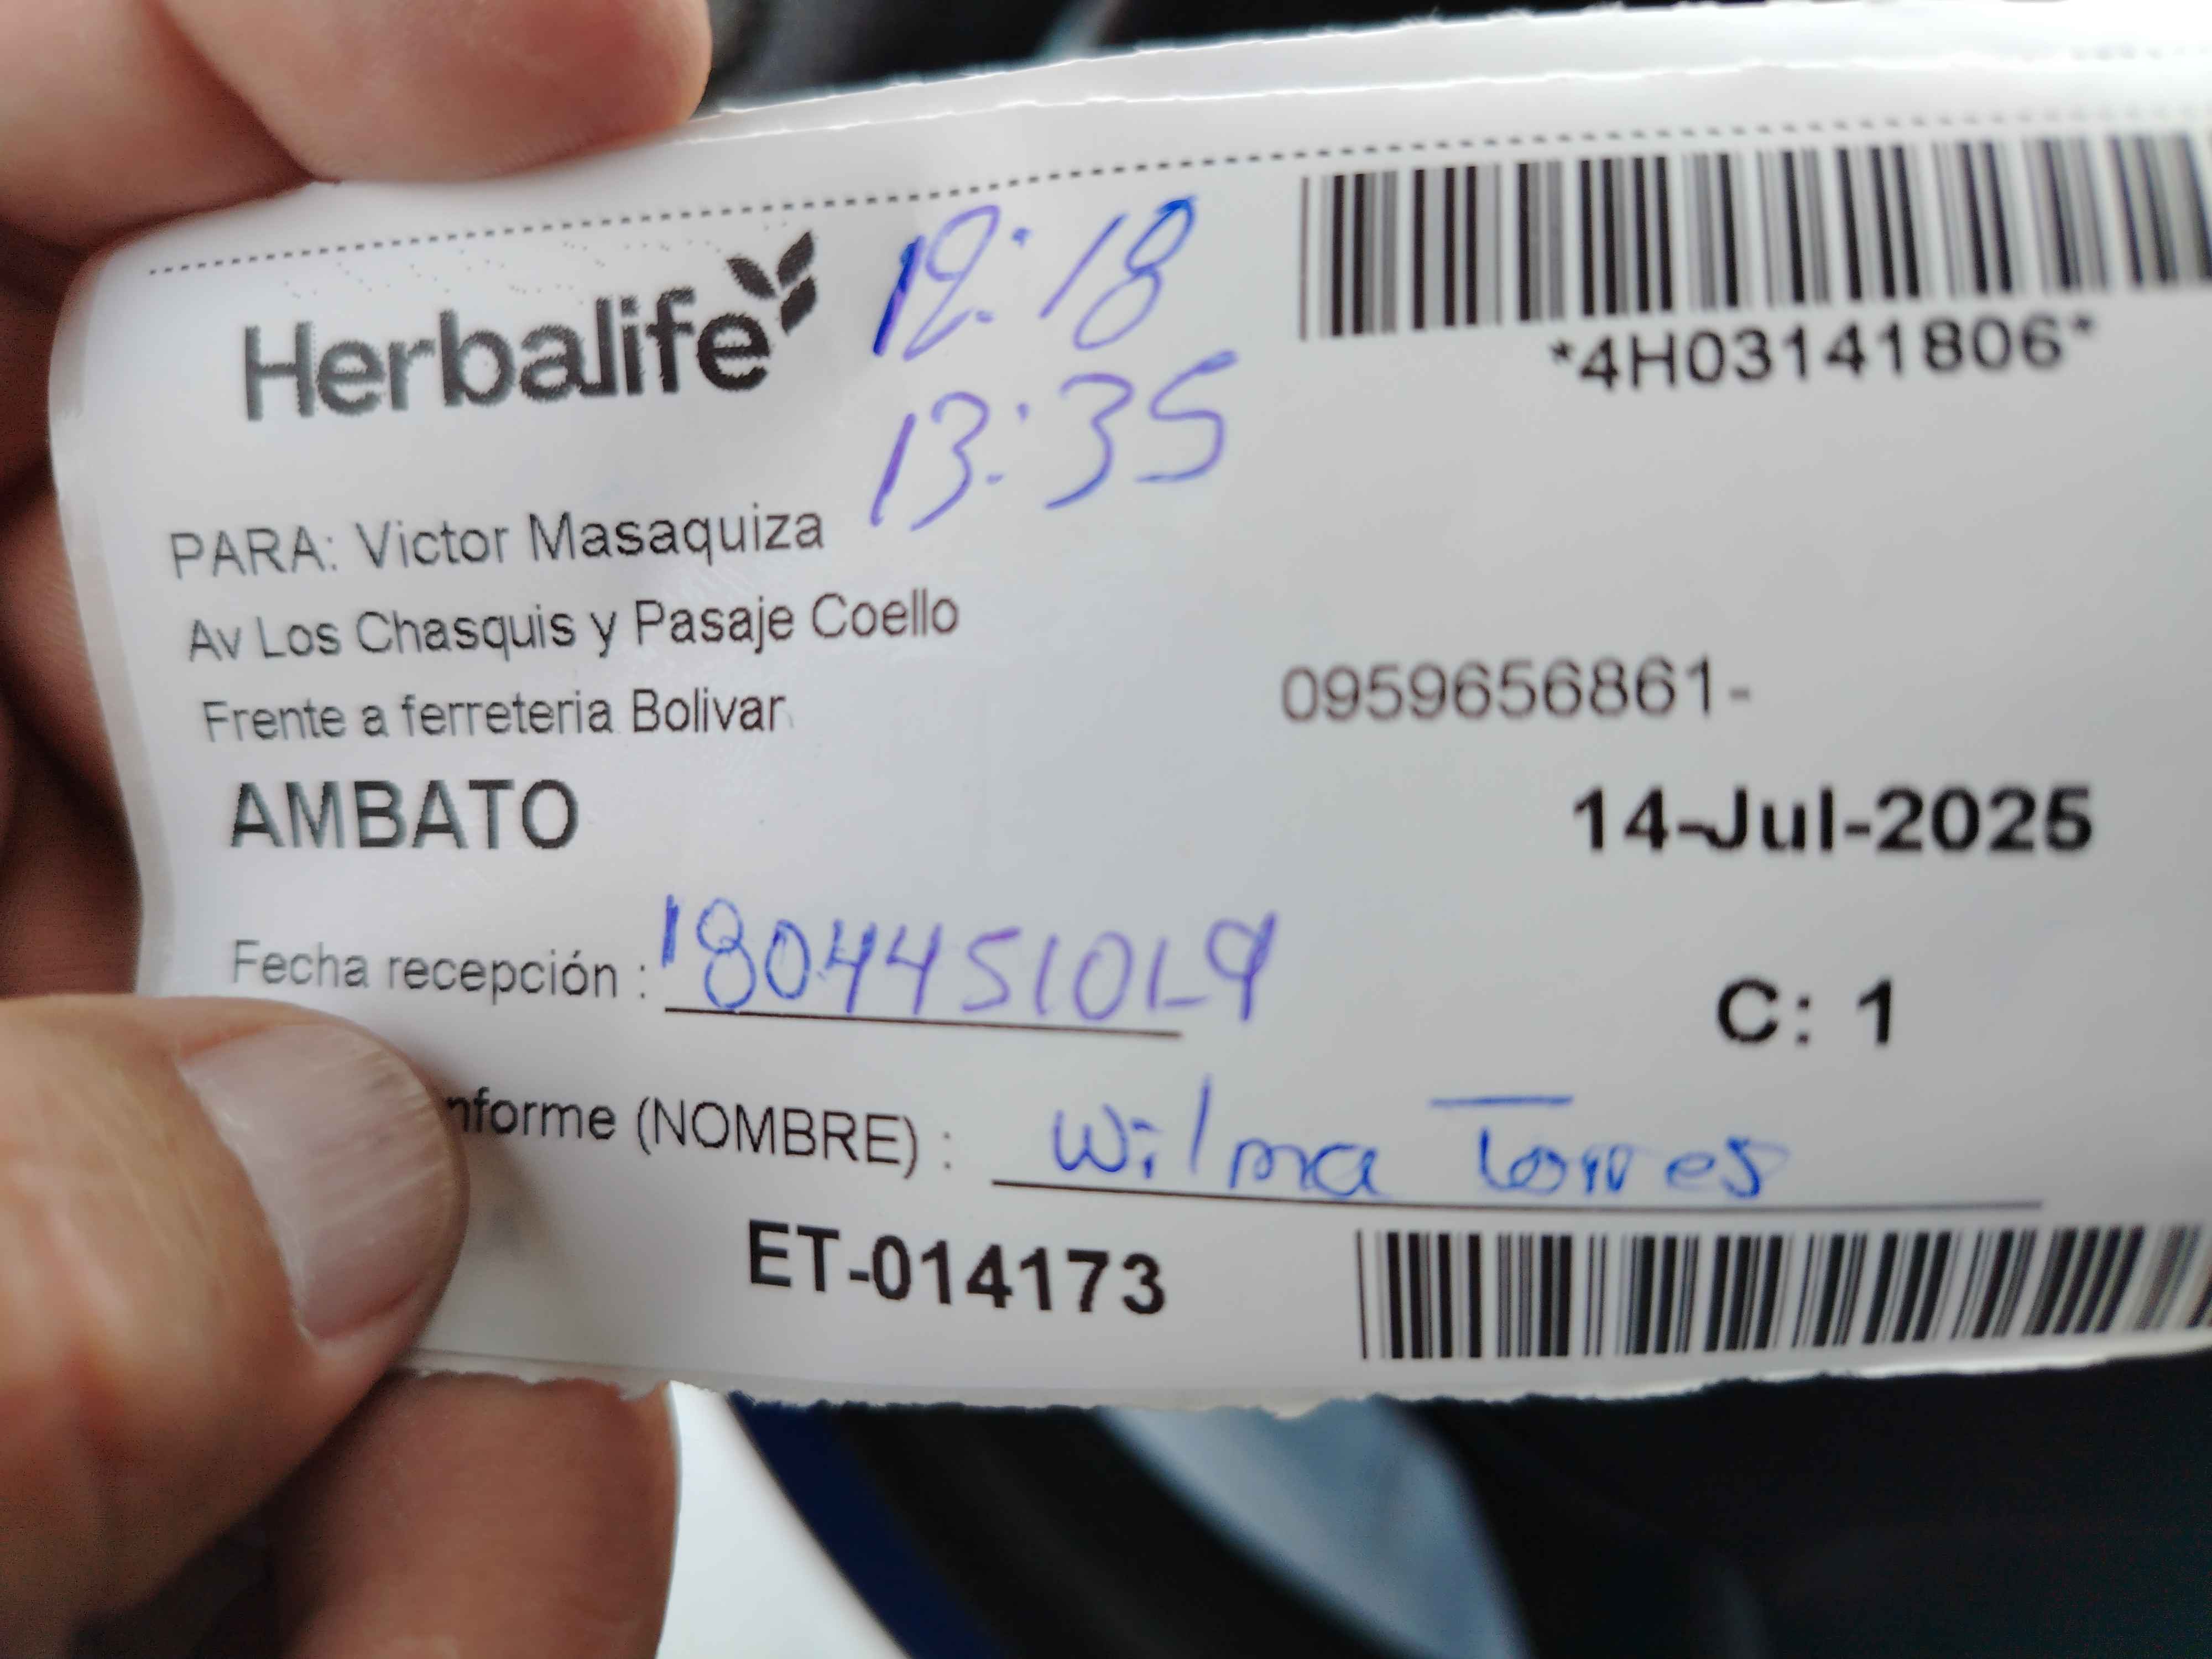 Herbalife
12:18
13:35
*4H03141806*
PARA: Victor Masaquiza
Av Los Chasquis y Pasaje Coello
Frente a ferreteria Bolivar
0959656861-
AMBATO
14-Jul-2025
Fecha recepción :
C: 1
nforme (NOMBRE) : Wilma Torres
ET-014173